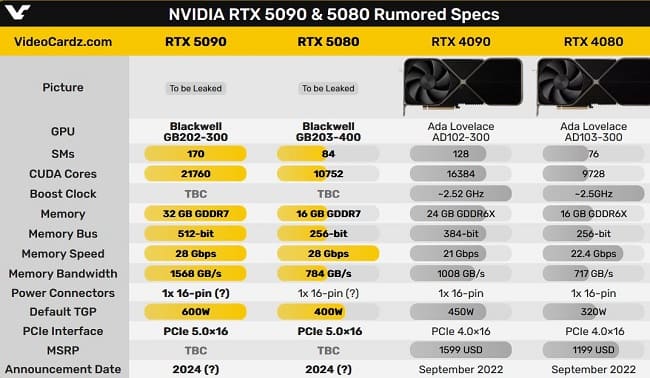 NVIDIA RTX 5090 & 5080 Rumored Specs
VideoCardz.com RTX 5090 RTX 5080 RTX 4090 RTX 4080
Picture To be Leaked To be Leaked
GPU Blackwell GB202-300 Blackwell GB203-400 Ada Lovelace AD102-300 Ada Lovelace AD103-300
SMs 170 84 128 76
CUDA Cores 21760 10752 16384 9728
Boost Clock TBC TBC ~2.52 GHz ~2.5GHz
Memory 32 GB GDDR7 16 GB GDDR7 24 GB GDDR6X 16 GB GDDR6X
Memory Bus 512-bit 256-bit 384-bit 256-bit
Memory Speed 28 Gbps 28 Gbps 21 Gbps 22.4 Gbps
Memory Bandwidth 1568 GB/s 784 GB/s 1008 GB/s 717 GB/s
Power Connectors 1x 16-pin (?) 1x 16-pin (?) 1x 16-pin 1x 16-pin
Default TGP 600W 400W 450W 320W
PCIe Interface PCIe 5.0×16 PCIe 5.0×16 PCIe 4.0×16 PCIe 4.0×16
MSRP TBC TBC 1599 USD 1199 USD
Announcement Date 2024 (?) 2024 (?) September 2022 September 2022